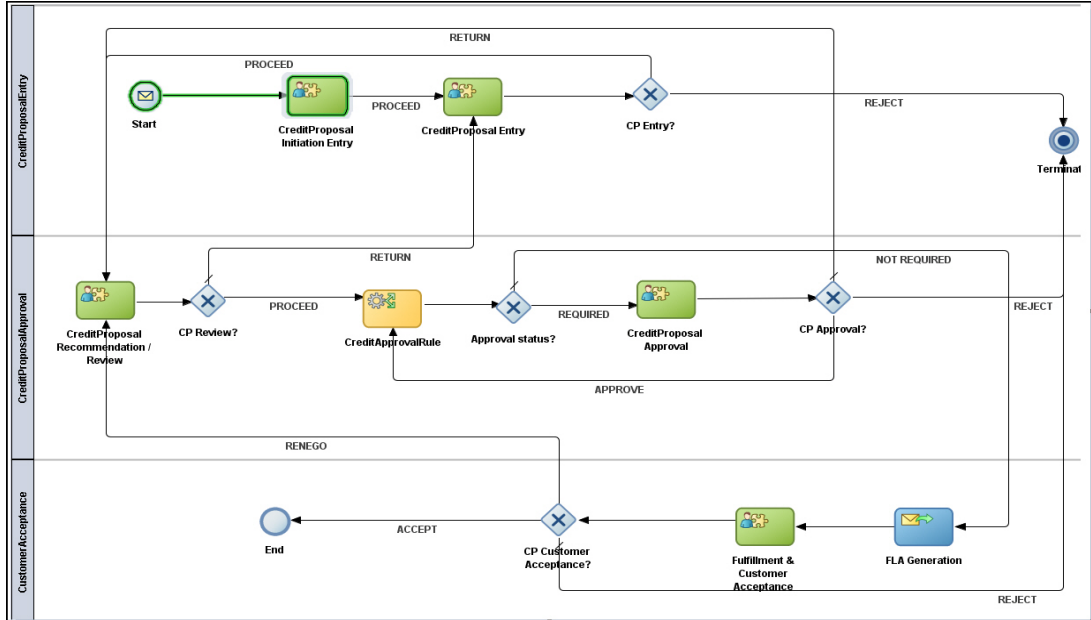 CreditProposalEntry
RETURN
PROCEED
PROCEED
REJECT
Start
CreditProposal
Initiation Entry
CreditProposal Entry
CP Entry?
Terminat
CreditProposalApproval
RETURN
NOT REQUIRED
PROCEED
REQUIRED
REJECT
CreditProposal
Recommendation /
Review
CP Review?
CreditApprovalRule
Approval status?
CreditProposal
Approval
CP Approval?
APPROVE
RENEGO
CustomerAcceptance
ACCEPT
End
CP Customer
Acceptance?
Fulfillment &
Customer
Acceptance
FLA Generation
REJECT